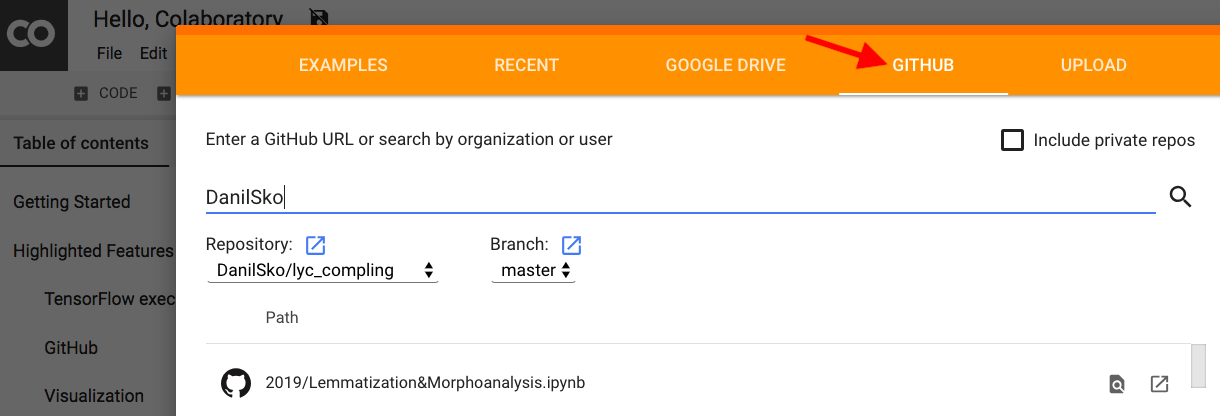 CO
Hello, Colaboratory
File Edit
CODE
Table of contents
Getting Started
Highlighted Features
TensorFlow exec
GitHub
Visualization
EXAMPLES RECENT GOOGLE DRIVE GITHUB UPLOAD
Enter a GitHub URL or search by organization or user
Include private repos
DanilSko
Repository: Branch:
DanilSko/lyc_compling master
Path
2019/Lemmatization&Morphoanalysis.ipynb